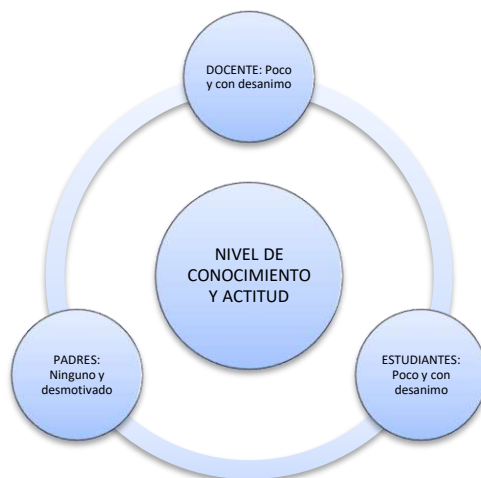 DOCENTE: Poco
y con desanimo
NIVEL DE
CONOCIMIENTO
Y ACTITUD
PADRES:
Ninguno y
desmotivado
ESTUDIANTES:
Poco y con
desanimo